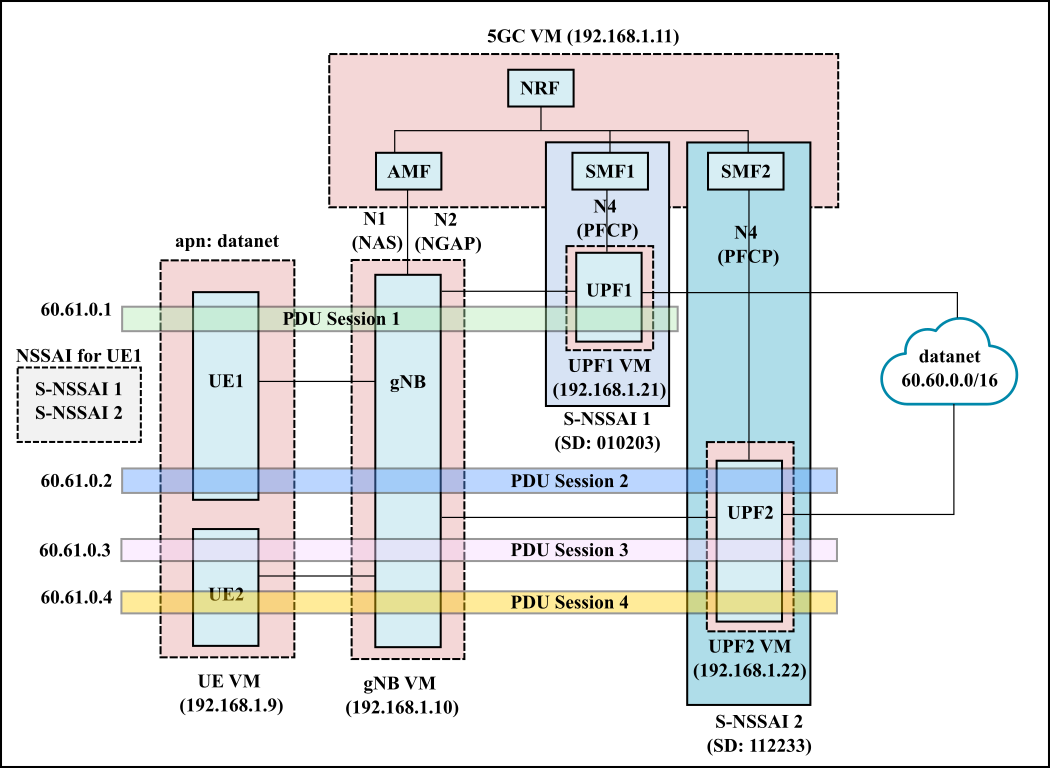 5GC VM (192.168.1.11)
NRF
AMF
SMF1
SMF2
N1
(NAS)
N2
(NGAP)
N4
(PFCP)
N4
(PFCP)
apn: datanet
60.61.0.1
PDU Session 1
UPF1
NSSAI for UE1
S-NSSAI 1
S-NSSAI 2
UE1
gNB
UPF1 VM
(192.168.1.21)
S-NSSAI 1
(SD: 010203)
datanet
60.60.0.0/16
60.61.0.2
PDU Session 2
UPF2
60.61.0.3
PDU Session 3
UE2
60.61.0.4
PDU Session 4
UE VM
(192.168.1.9)
gNB VM
(192.168.1.10)
UPF2 VM
(192.168.1.22)
S-NSSAI 2
(SD: 112233)